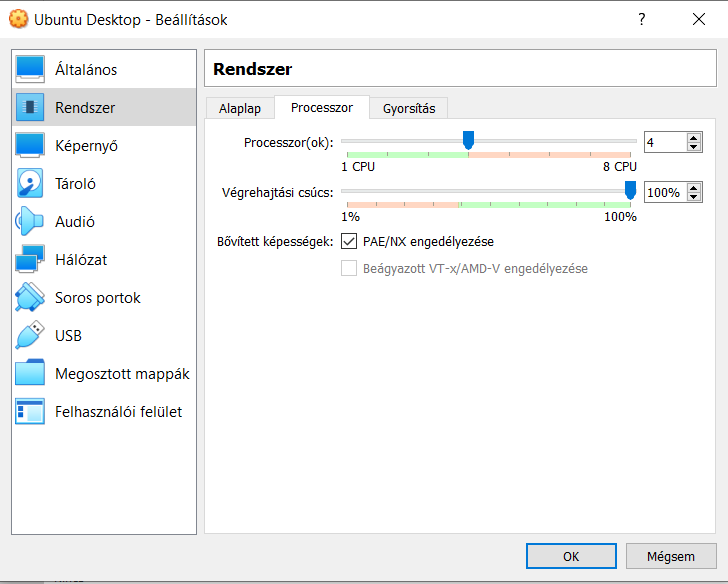 Ubuntu Desktop - Beállítások
?
Általános
Rendszer
Képernyő
Tároló
Audió
Hálózat
Soros portok
USB
Megosztott mappák
Felhasználói felület
Rendszer
Alaplap Processzor Gyorsítás
Processzor(ok): 4
1 CPU 8 CPU
Végrehajtási csúcs: 100%
1% 100%
Bővített képességek: PAE/NX engedélyezése
Beágyazott VT-x/AMD-V engedélyezése
OK Mégsem